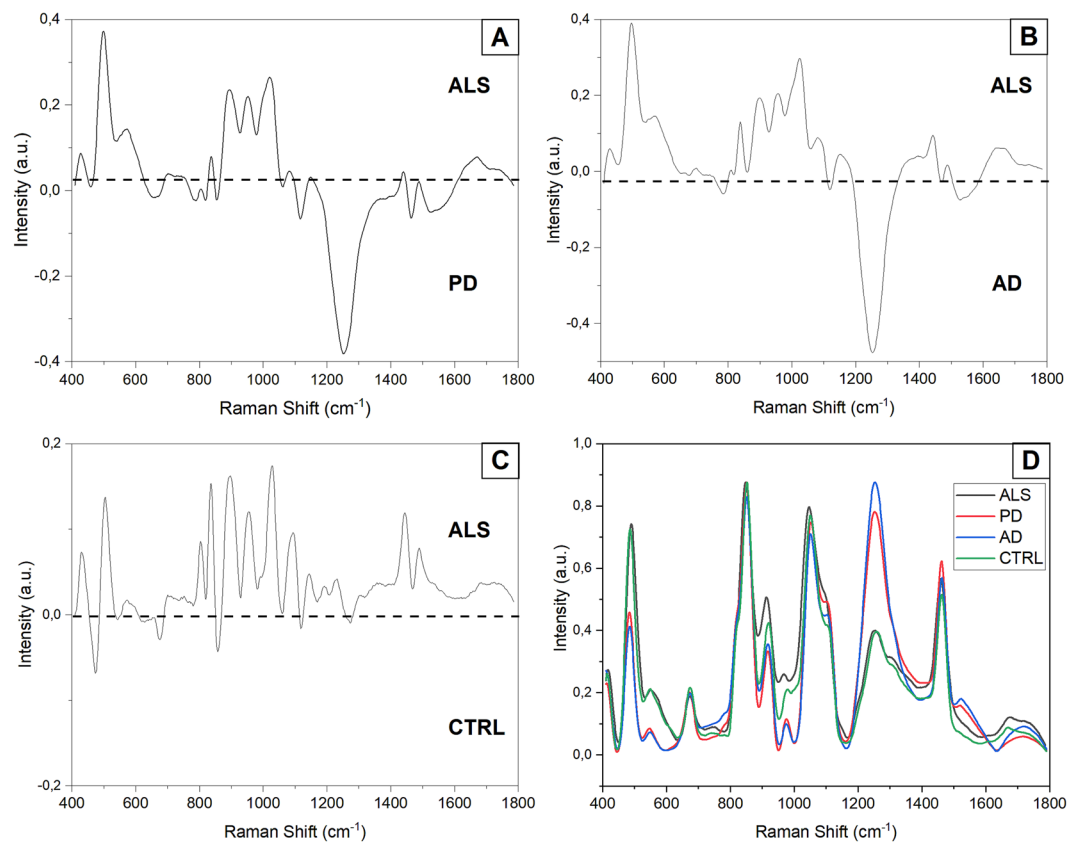 A
ALS
PD
0,4
0,2
0,0
-0,2
-0,4
400 600 800 1000 1200 1400 1600 1800
Intensity (a.u.)
Raman Shift (cm-1)
B
ALS
AD
0,4
0,2
0,0
-0,2
-0,4
400 600 800 1000 1200 1400 1600 1800
Intensity (a.u.)
Raman Shift (cm-1)
C
ALS
CTRL
0,2
0,0
-0,2
400 600 800 1000 1200 1400 1600 1800
Intensity (a.u.)
Raman Shift (cm-1)
D
ALS
PD
AD
CTRL
1,0
0,8
0,6
0,4
0,2
0,0
400 600 800 1000 1200 1400 1600 1800
Intensity (a.u.)
Raman Shift (cm-1)